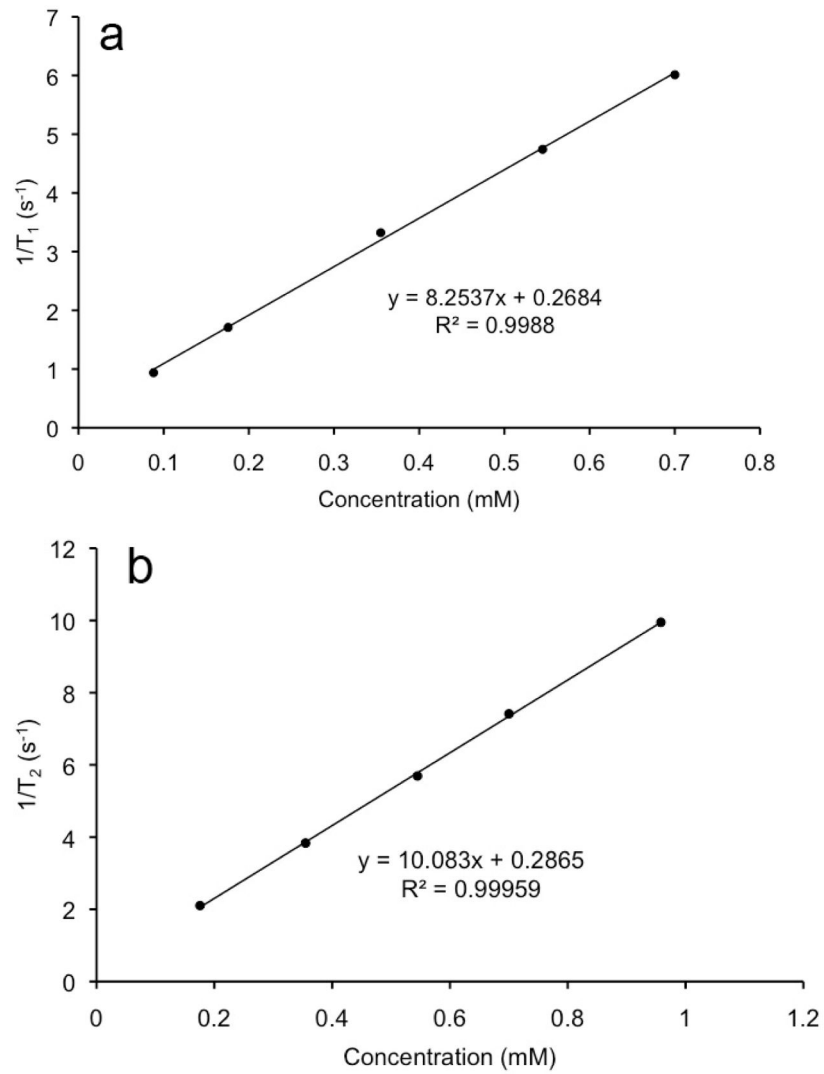 a
7
6
5
4
3
2
1
0
1/T₁ (s⁻¹)
y = 8.2537x + 0.2684
R² = 0.9988
0 0.1 0.2 0.3 0.4 0.5 0.6 0.7 0.8
Concentration (mM)
b
12
10
8
6
4
2
0
1/T₂ (s⁻¹)
y = 10.083x + 0.2865
R² = 0.99959
0 0.2 0.4 0.6 0.8 1 1.2
Concentration (mM)